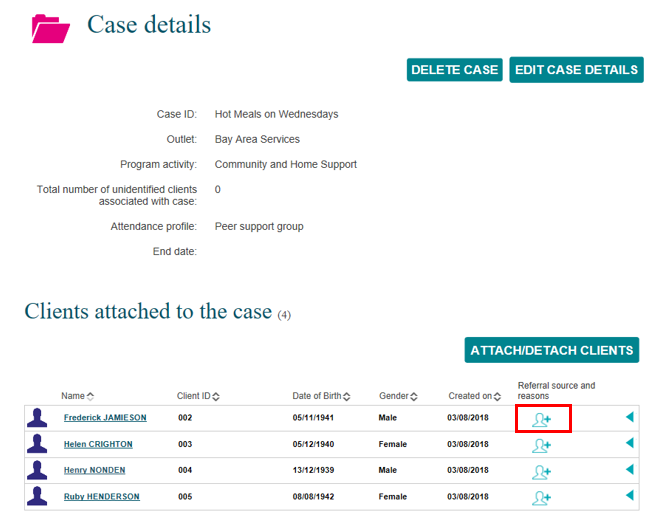 Case details
DELETE CASE EDIT CASE DETAILS
Case ID: Hot Meals on Wednesdays
Outlet: Bay Area Services
Program activity: Community and Home Support
Total number of unidentified clients 0
associated with case:
Attendance profile: Peer support group
End date:
Clients attached to the case (4)
ATTACH/DETACH CLIENTS
Referral source and
Name Client ID Date of Birth Gender Created on reasons
Frederick JAMIESON 002 05/11/1941 Male 03/08/2018
Helen CRIGHTON 003 05/12/1940 Female 03/08/2018
Henry NONDEN 004 13/12/1939 Male 03/08/2018
Ruby HENDERSON 005 08/08/1942 Female 03/08/2018